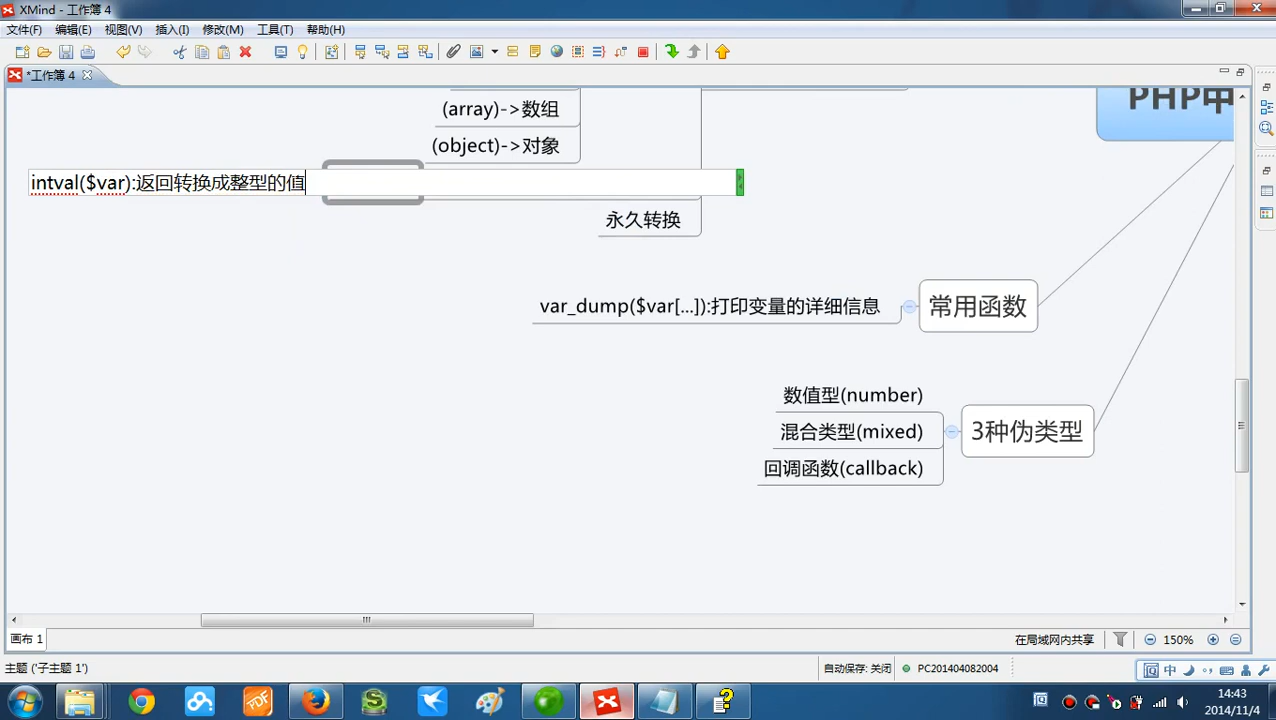 XMind - 工作簿 4
文件(F) 编辑(E) 视图(V) 插入(I) 修改(M) 工具(T) 帮助(H)
*工作簿 4
(array)->数组
(object)->对象
intval($var):返回转换成整型的值
永久转换
var_dump($var[...]):打印变量的详细信息
常用函数
数值型(number)
混合类型(mixed)
回调函数(callback)
3种伪类型
画布 1
在局域网内共享
150%
主题 ('子主题 1')
自动保存: 关闭
PC201404082004
中
PDF
14:43
2014/11/4